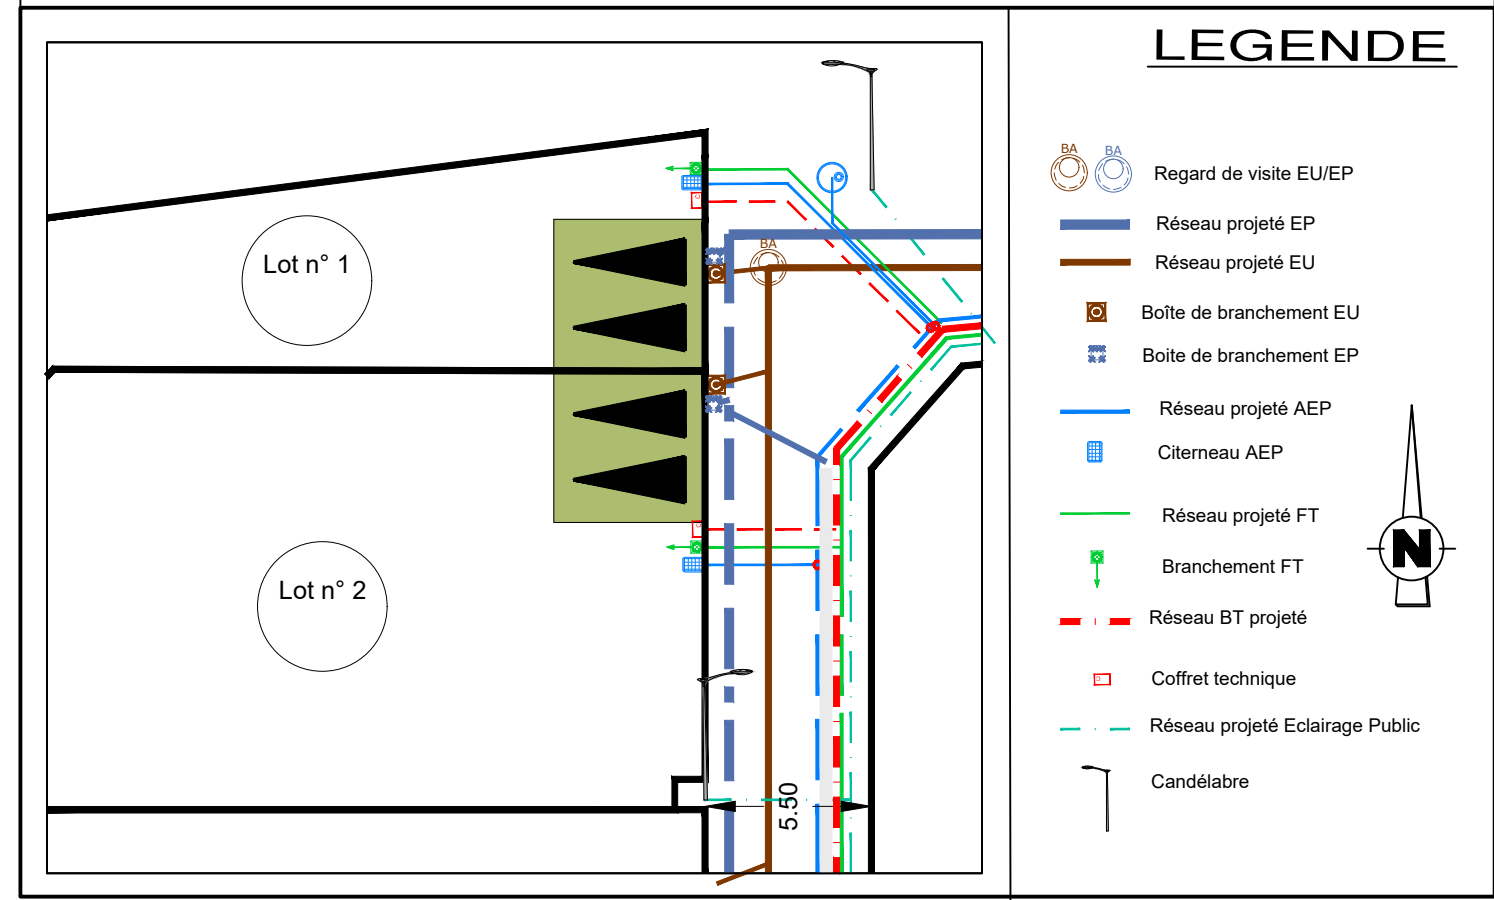 LEGENDE
BA
BA
Regard de visite EU/EP
Réseau projeté EP
Réseau projeté EU
Boîte de branchement EU
Boite de branchement EP
Réseau projeté AEP
Citerneau AEP
Réseau projeté FT
Branchement FT
Réseau BT projeté
Coffret technique
Réseau projeté Eclairage Public
Candélabre
N
Lot n° 1
BA
C
C
Lot n° 2
5.50